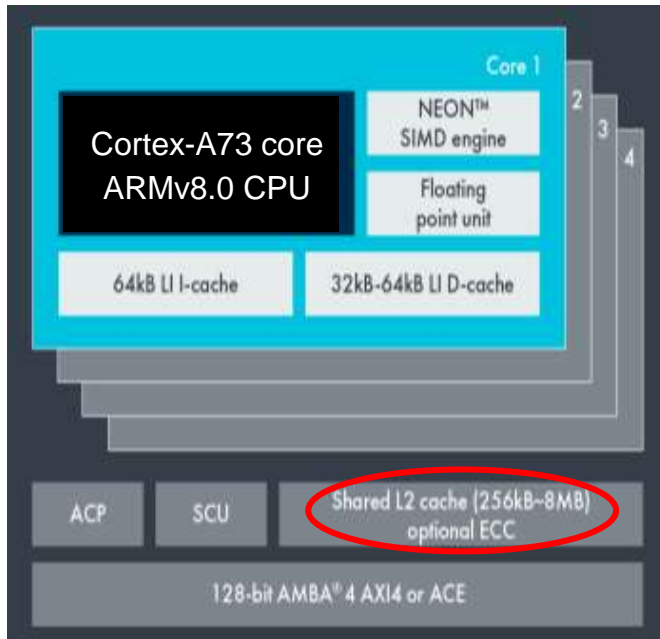 Core 1
2
3
4
Cortex-A73 core
ARMv8.0 CPU
NEON™
SIMD engine
Floating
point unit
64kB LI I-cache
32kB-64kB LI D-cache
ACP
SCU
Shared L2 cache (256kB~8MB)
optional ECC
128-bit AMBA® 4 AXI4 or ACE